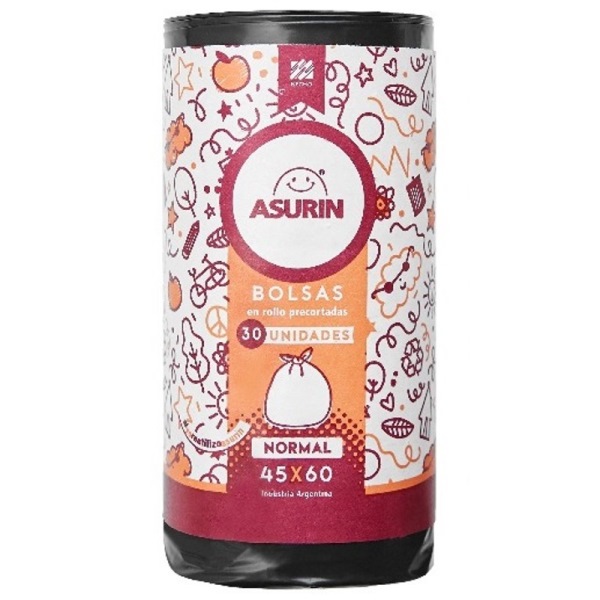 ASURIN
BOLSAS
en rollo precortadas
30 UNIDADES
NORMAL
45X60
Industria Argentina